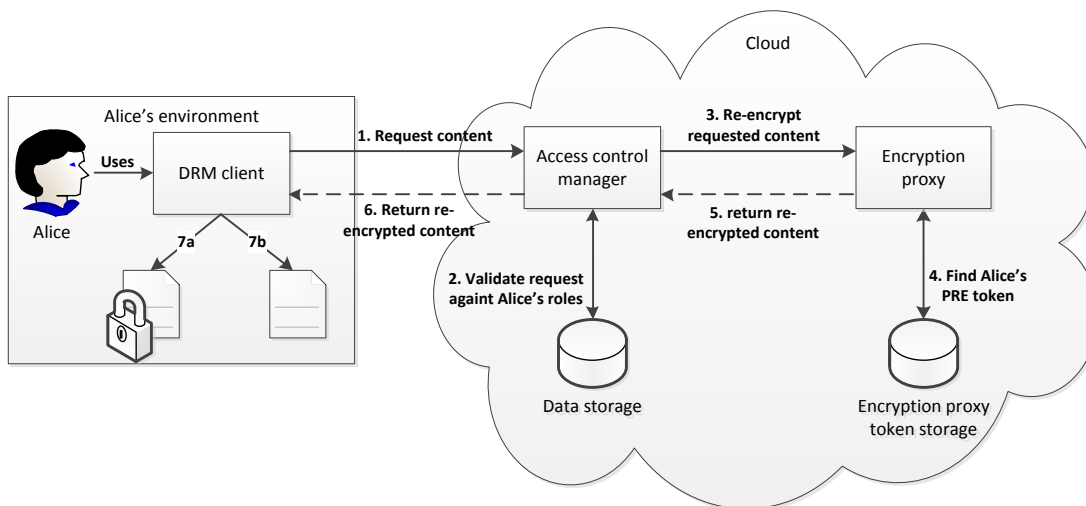 Cloud
Alice's environment
Uses
DRM client
Alice
7a
7b
1. Request content
6. Return re-
encrypted content
Access control
manager
3. Re-encrypt
requested content
5. return re-
encrypted content
Encryption
proxy
2. Validate request
againt Alice's roles
4. Find Alice's
PRE token
Data storage
Encryption proxy
token storage